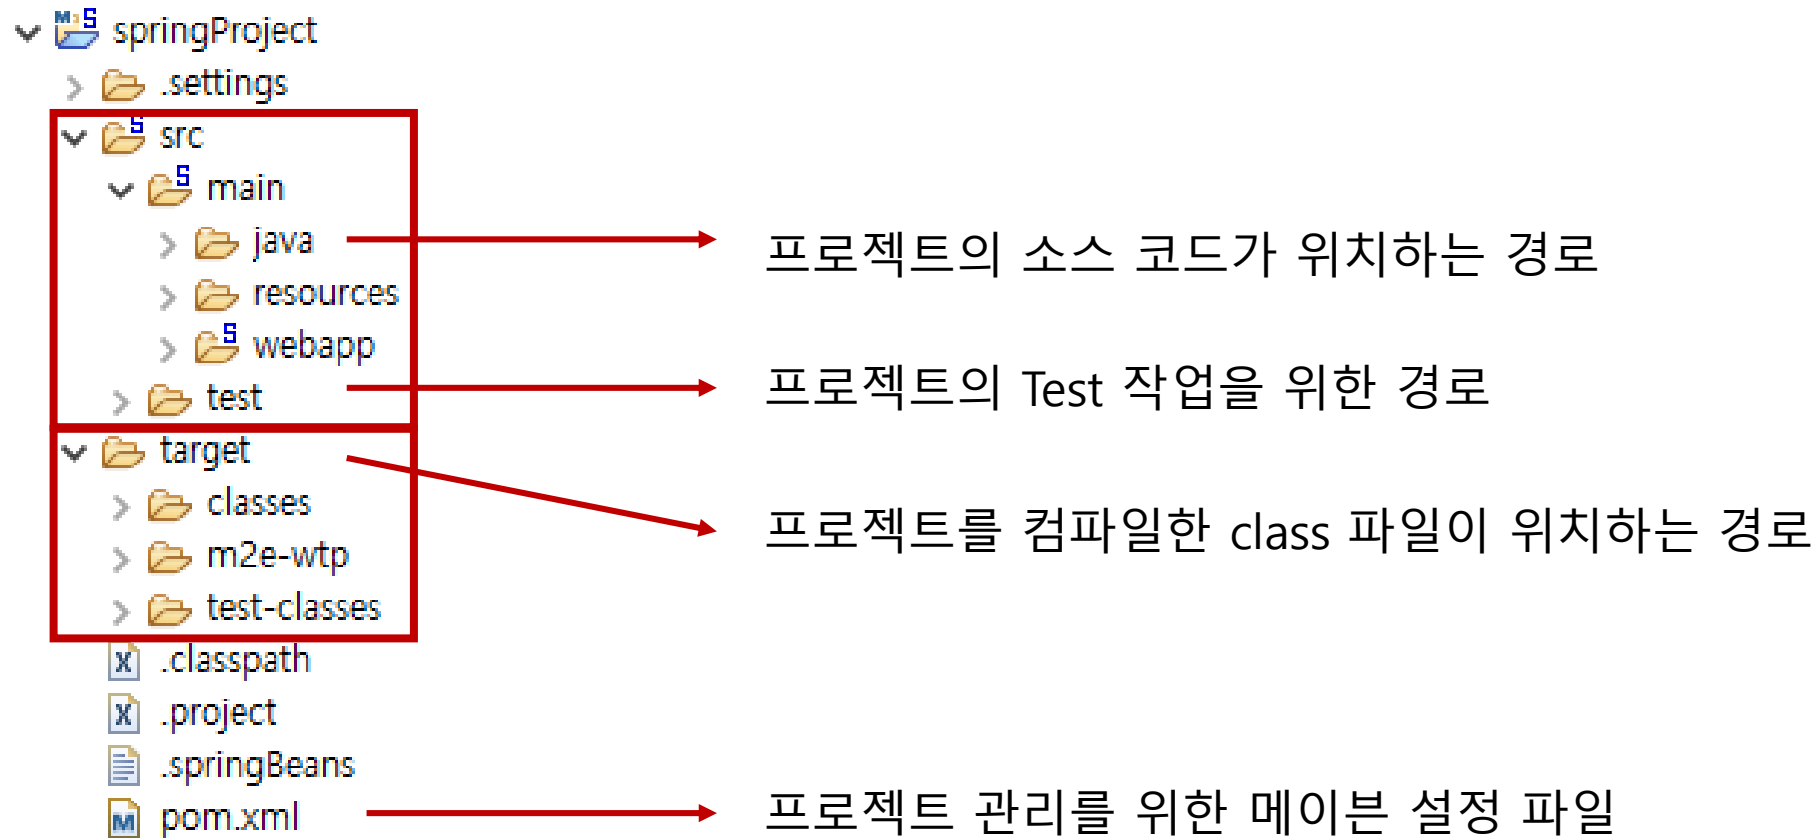 springProject
.settings
src
main
java
프로젝트의 소스 코드가 위치하는 경로
resources
webapp
test
프로젝트의 Test 작업을 위한 경로
target
classes
프로젝트를 컴파일한 class 파일이 위치하는 경로
m2e-wtp
test-classes
.classpath
.project
.springBeans
pom.xml
프로젝트 관리를 위한 메이븐 설정 파일